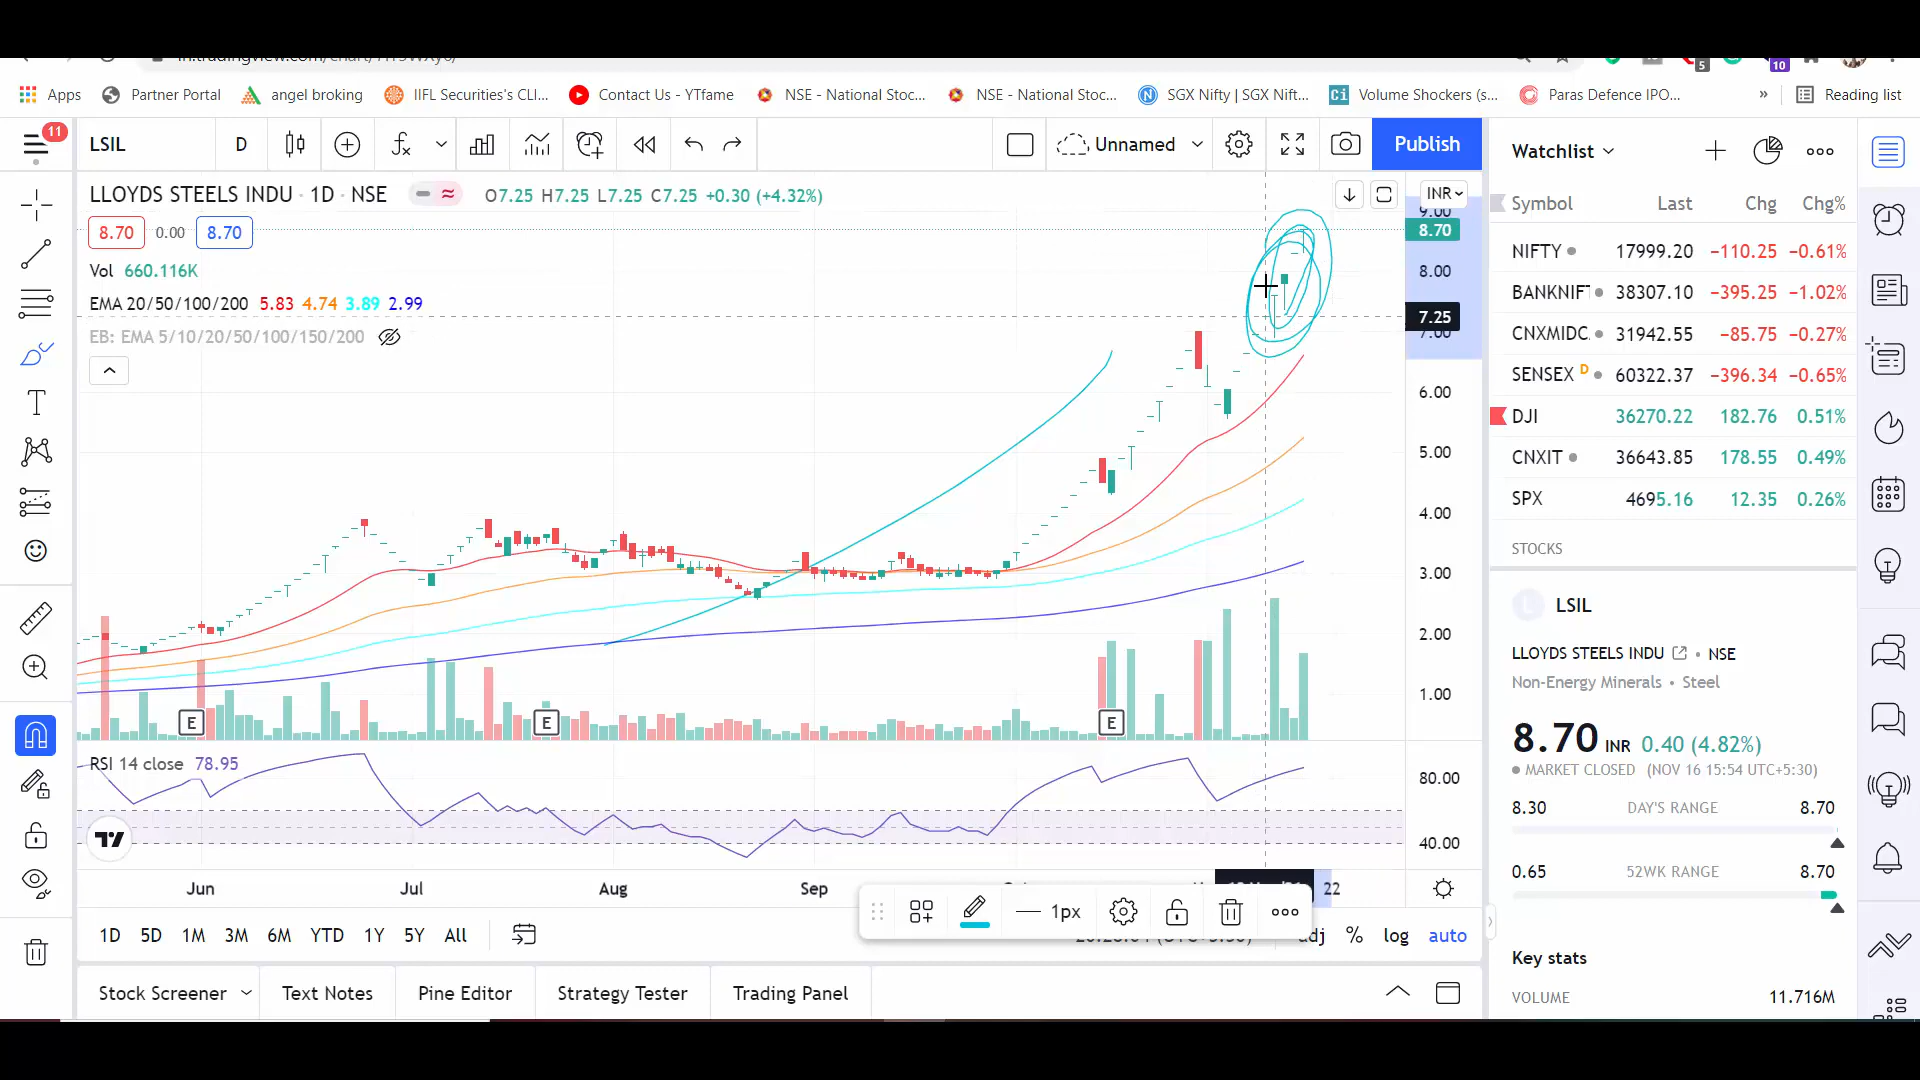 5
10
Apps
Partner Portal
angel broking
IIFL Securities's CLI...
Contact Us - YTfame
NSE - National Stoc...
NSE - National Stoc...
SGX Nifty | SGX Nift...
Volume Shockers (s...
Paras Defence IPO...
»
Reading list
11
LSIL
D
Unnamed
Publish
LLOYDS STEELS INDU · 1D · NSE
O7.25 H7.25 L7.25 C7.25 +0.30 (+4.32%)
INR
8.70
0.00
8.70
Vol 660.116K
EMA 20/50/100/200 5.83 4.74 3.89 2.99
EB: EMA 5/10/20/50/100/150/200
9.00
8.70
8.00
7.25
7.00
6.00
5.00
4.00
3.00
2.00
1.00
E
E
E
RSI 14 close 78.95
80.00
40.00
Jun
Jul
Aug
Sep
22
1px
1D
5D
1M
3M
6M
YTD
1Y
5Y
All
%
log
auto
Stock Screener
Text Notes
Pine Editor
Strategy Tester
Trading Panel
Watchlist
Symbol Last Chg Chg%
NIFTY 17999.20 −110.25 −0.61%
BANKNIF 38307.10 −395.25 −1.02%
CNXMIDC. 31942.55 −85.75 −0.27%
SENSEX D 60322.37 −396.34 −0.65%
DJI 36270.22 182.76 0.51%
CNXIT 36643.85 178.55 0.49%
SPX 4695.16 12.35 0.26%
STOCKS
L LSIL
LLOYDS STEELS INDU • NSE
Non-Energy Minerals • Steel
8.70 INR 0.40 (4.82%)
MARKET CLOSED (NOV 16 15:54 UTC+5:30)
8.30 DAY'S RANGE 8.70
0.65 52WK RANGE 8.70
Key stats
VOLUME 11.716M